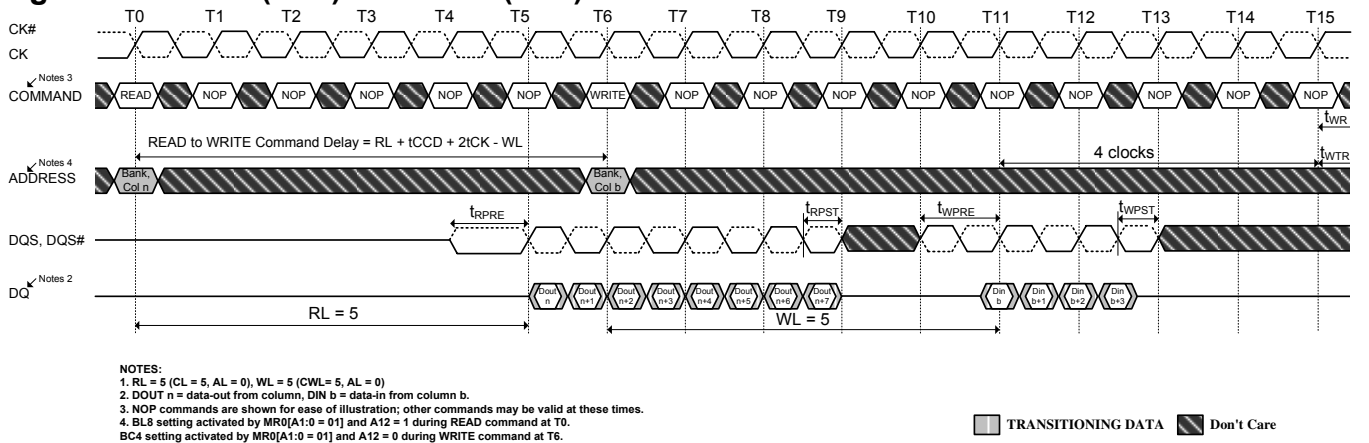 T0 T1 T2 T3 T4 T5 T6 T7 T8 T9 T10 T11 T12 T13 T14 T15
CK#
CK
Notes 3
COMMAND READ NOP NOP NOP NOP NOP WRITE NOP NOP NOP NOP NOP NOP NOP NOP NOP
tWR
READ to WRITE Command Delay = RL + tCCD + 2tCK - WL
4 clocks tWTR
Notes 4
ADDRESS Bank, Col n Bank, Col b
tRPRE tRPST tWPRE tWPST
DQS, DQS#
Notes 2
DQ Dout n Dout n+1 Dout n+2 Dout n+3 Dout n+4 Dout n+5 Dout n+6 Dout n+7 Din b Din b+1 Din b+2 Din b+3
RL = 5 WL = 5
NOTES:
1. RL = 5 (CL = 5, AL = 0), WL = 5 (CWL= 5, AL = 0)
2. DOUT n = data-out from column, DIN b = data-in from column b.
3. NOP commands are shown for ease of illustration; other commands may be valid at these times.
4. BL8 setting activated by MR0[A1:0 = 01] and A12 = 1 during READ command at T0.
BC4 setting activated by MR0[A1:0 = 01] and A12 = 0 during WRITE command at T6.
TRANSITIONING DATA Don't Care